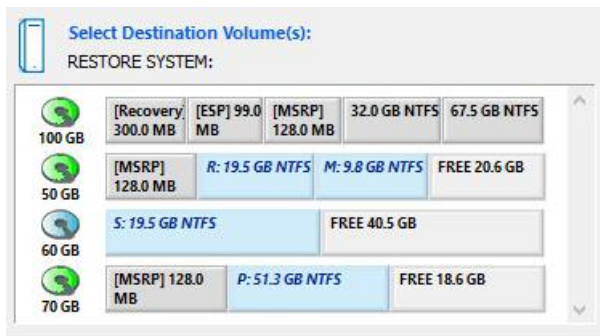 Select Destination Volume(s):
RESTORE SYSTEM:
[Recovery] [ESP] 99.0 [MSRP] 32.0 GB NTFS 67.5 GB NTFS
300.0 MB MB 128.0 MB
100 GB
[MSRP] R: 19.5 GB NTFS M: 9.8 GB NTFS FREE 20.6 GB
128.0 MB
50 GB
S: 19.5 GB NTFS FREE 40.5 GB
60 GB
[MSRP] 128.0 P: 51.3 GB NTFS FREE 18.6 GB
MB
70 GB